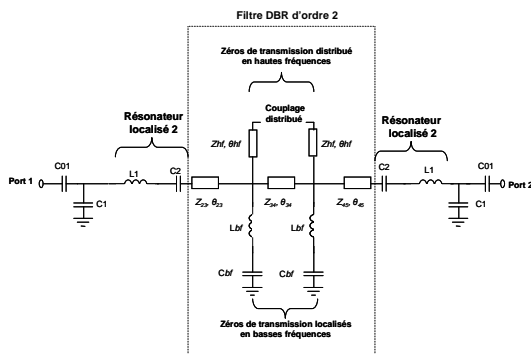 Filtre DBR d'ordre 2
Zéros de transmission distribué
en hautes fréquences
Couplage
distribué
Résonateur
localisé 2
Résonateur
localisé 2
Zhf, θhf
Zhf, θhf
C01
L1
C2
C2
L1
C01
Port 1
Port 2
C1
Z23, θ23
Z34, θ34
Z45, θ45
C1
Lbf
Lbf
Cbf
Cbf
Zéros de transmission localisés
en basses fréquences